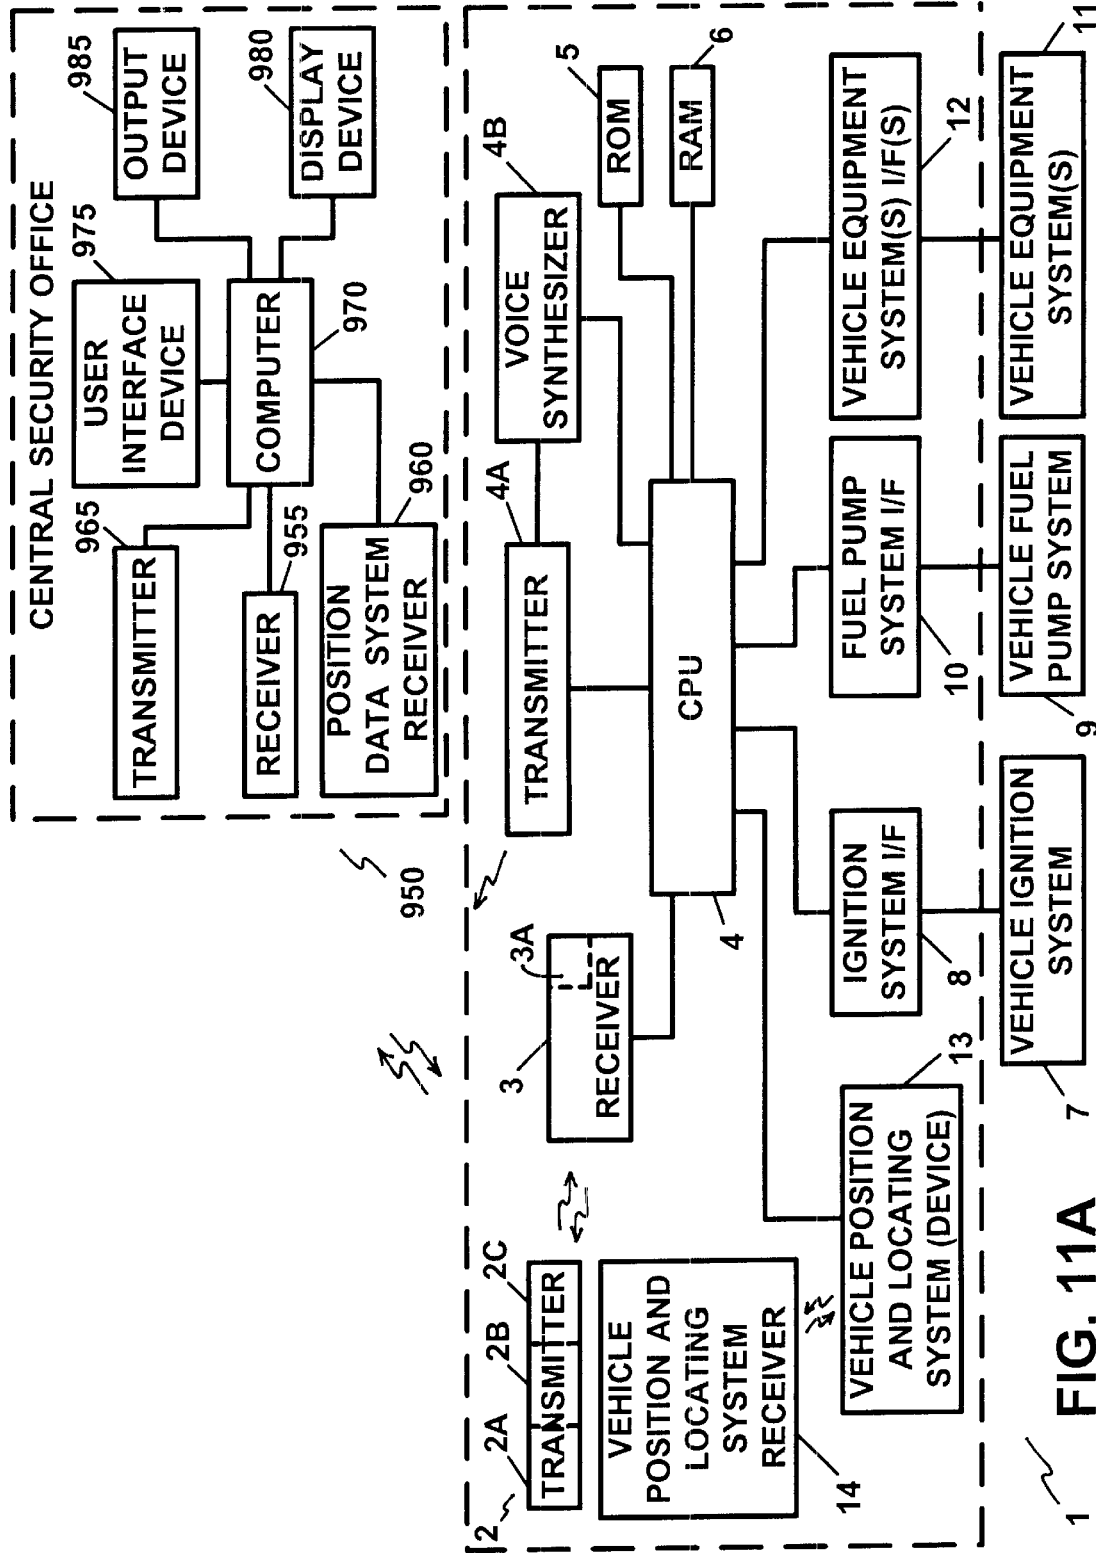 CENTRAL SECURITY OFFICE
965
TRANSMITTER
955
RECEIVER
960
POSITION
DATA SYSTEM
RECEIVER
975
USER
INTERFACE
DEVICE
COMPUTER
970
985
OUTPUT
DEVICE
980
DISPLAY
DEVICE
950
2
2A
2B
2C
TRANSMITTER
3
3A
RECEIVER
4A
TRANSMITTER
4B
VOICE
SYNTHESIZER
5
ROM
6
RAM
CPU
4
VEHICLE
POSITION AND
LOCATING
SYSTEM
RECEIVER
14
VEHICLE POSITION
AND LOCATING
SYSTEM (DEVICE)
13
IGNITION
SYSTEM I/F
8
FUEL PUMP
SYSTEM I/F
10
VEHICLE EQUIPMENT
SYSTEM(S) I/F(S)
12
VEHICLE IGNITION
SYSTEM
7
VEHICLE FUEL
PUMP SYSTEM
9
VEHICLE EQUIPMENT
SYSTEM(S)
11
1
FIG. 11A